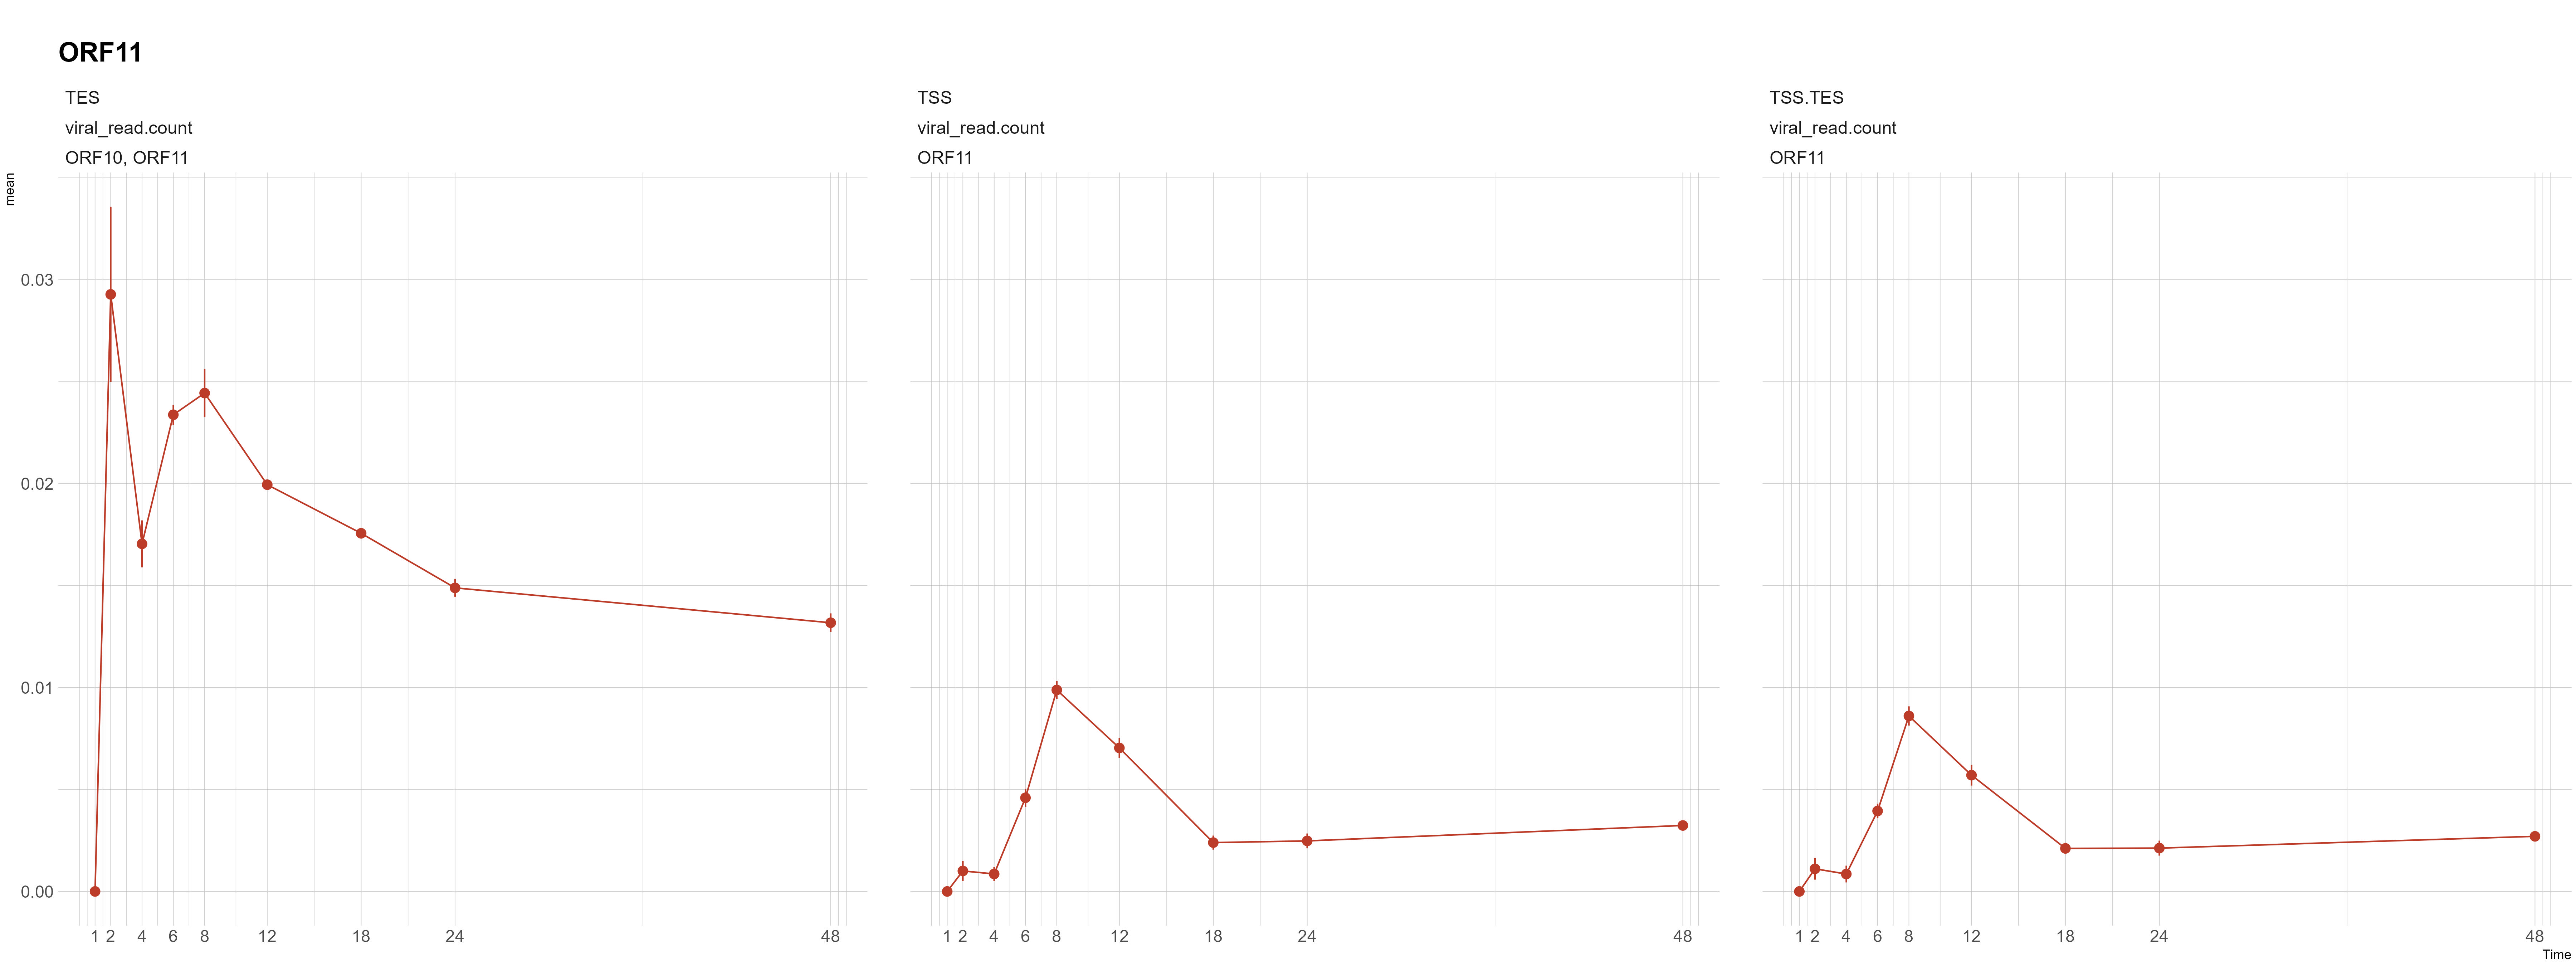 ORF11
TES
viral_read.count
ORF10, ORF11
TSS
viral_read.count
ORF11
TSS.TES
viral_read.count
ORF11
mean
0.03
0.02
0.01
0.00
1 2 4 6 8 12 18 24 48
1 2 4 6 8 12 18 24 48
1 2 4 6 8 12 18 24 48
Time